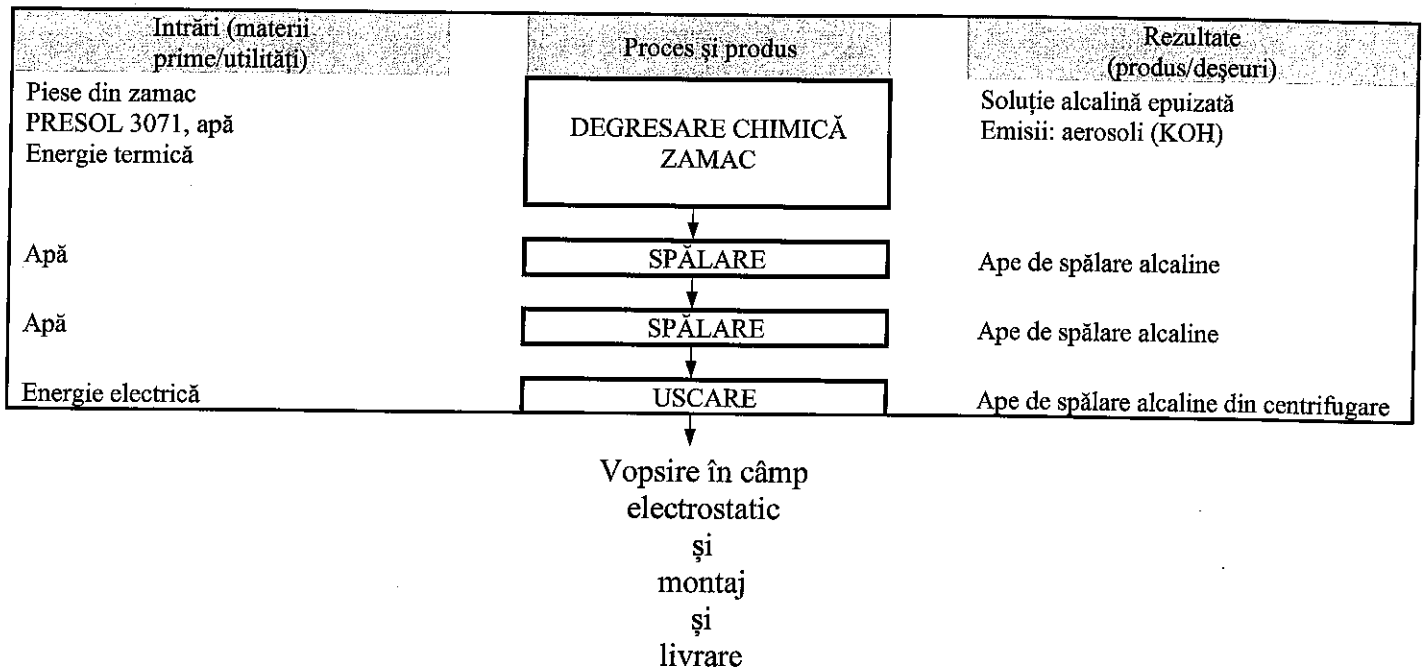 Intrări (materii
prime/utilități)
Proces și produs
Rezultate
(produs/deșeuri)
Piese din zamac
PRESOL 3071, apă
Energie termică
DEGRESARE CHIMICĂ
ZAMAC
Soluție alcalină epuizată
Emisii: aerosoli (KOH)
Apă
SPĂLARE
Ape de spălare alcaline
Apă
SPĂLARE
Ape de spălare alcaline
Energie electrică
USCARE
Ape de spălare alcaline din centrifugare
Vopsire în câmp
electrostatic
și
montaj
și
livrare